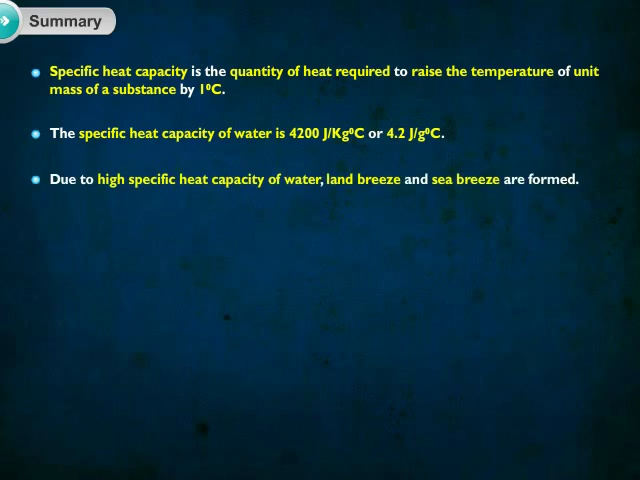 Summary
Specific heat capacity is the quantity of heat required to raise the temperature of unit
mass of a substance by 1⁰C.
The specific heat capacity of water is 4200 J/Kg⁰C or 4.2 J/g⁰C.
Due to high specific heat capacity of water, land breeze and sea breeze are formed.